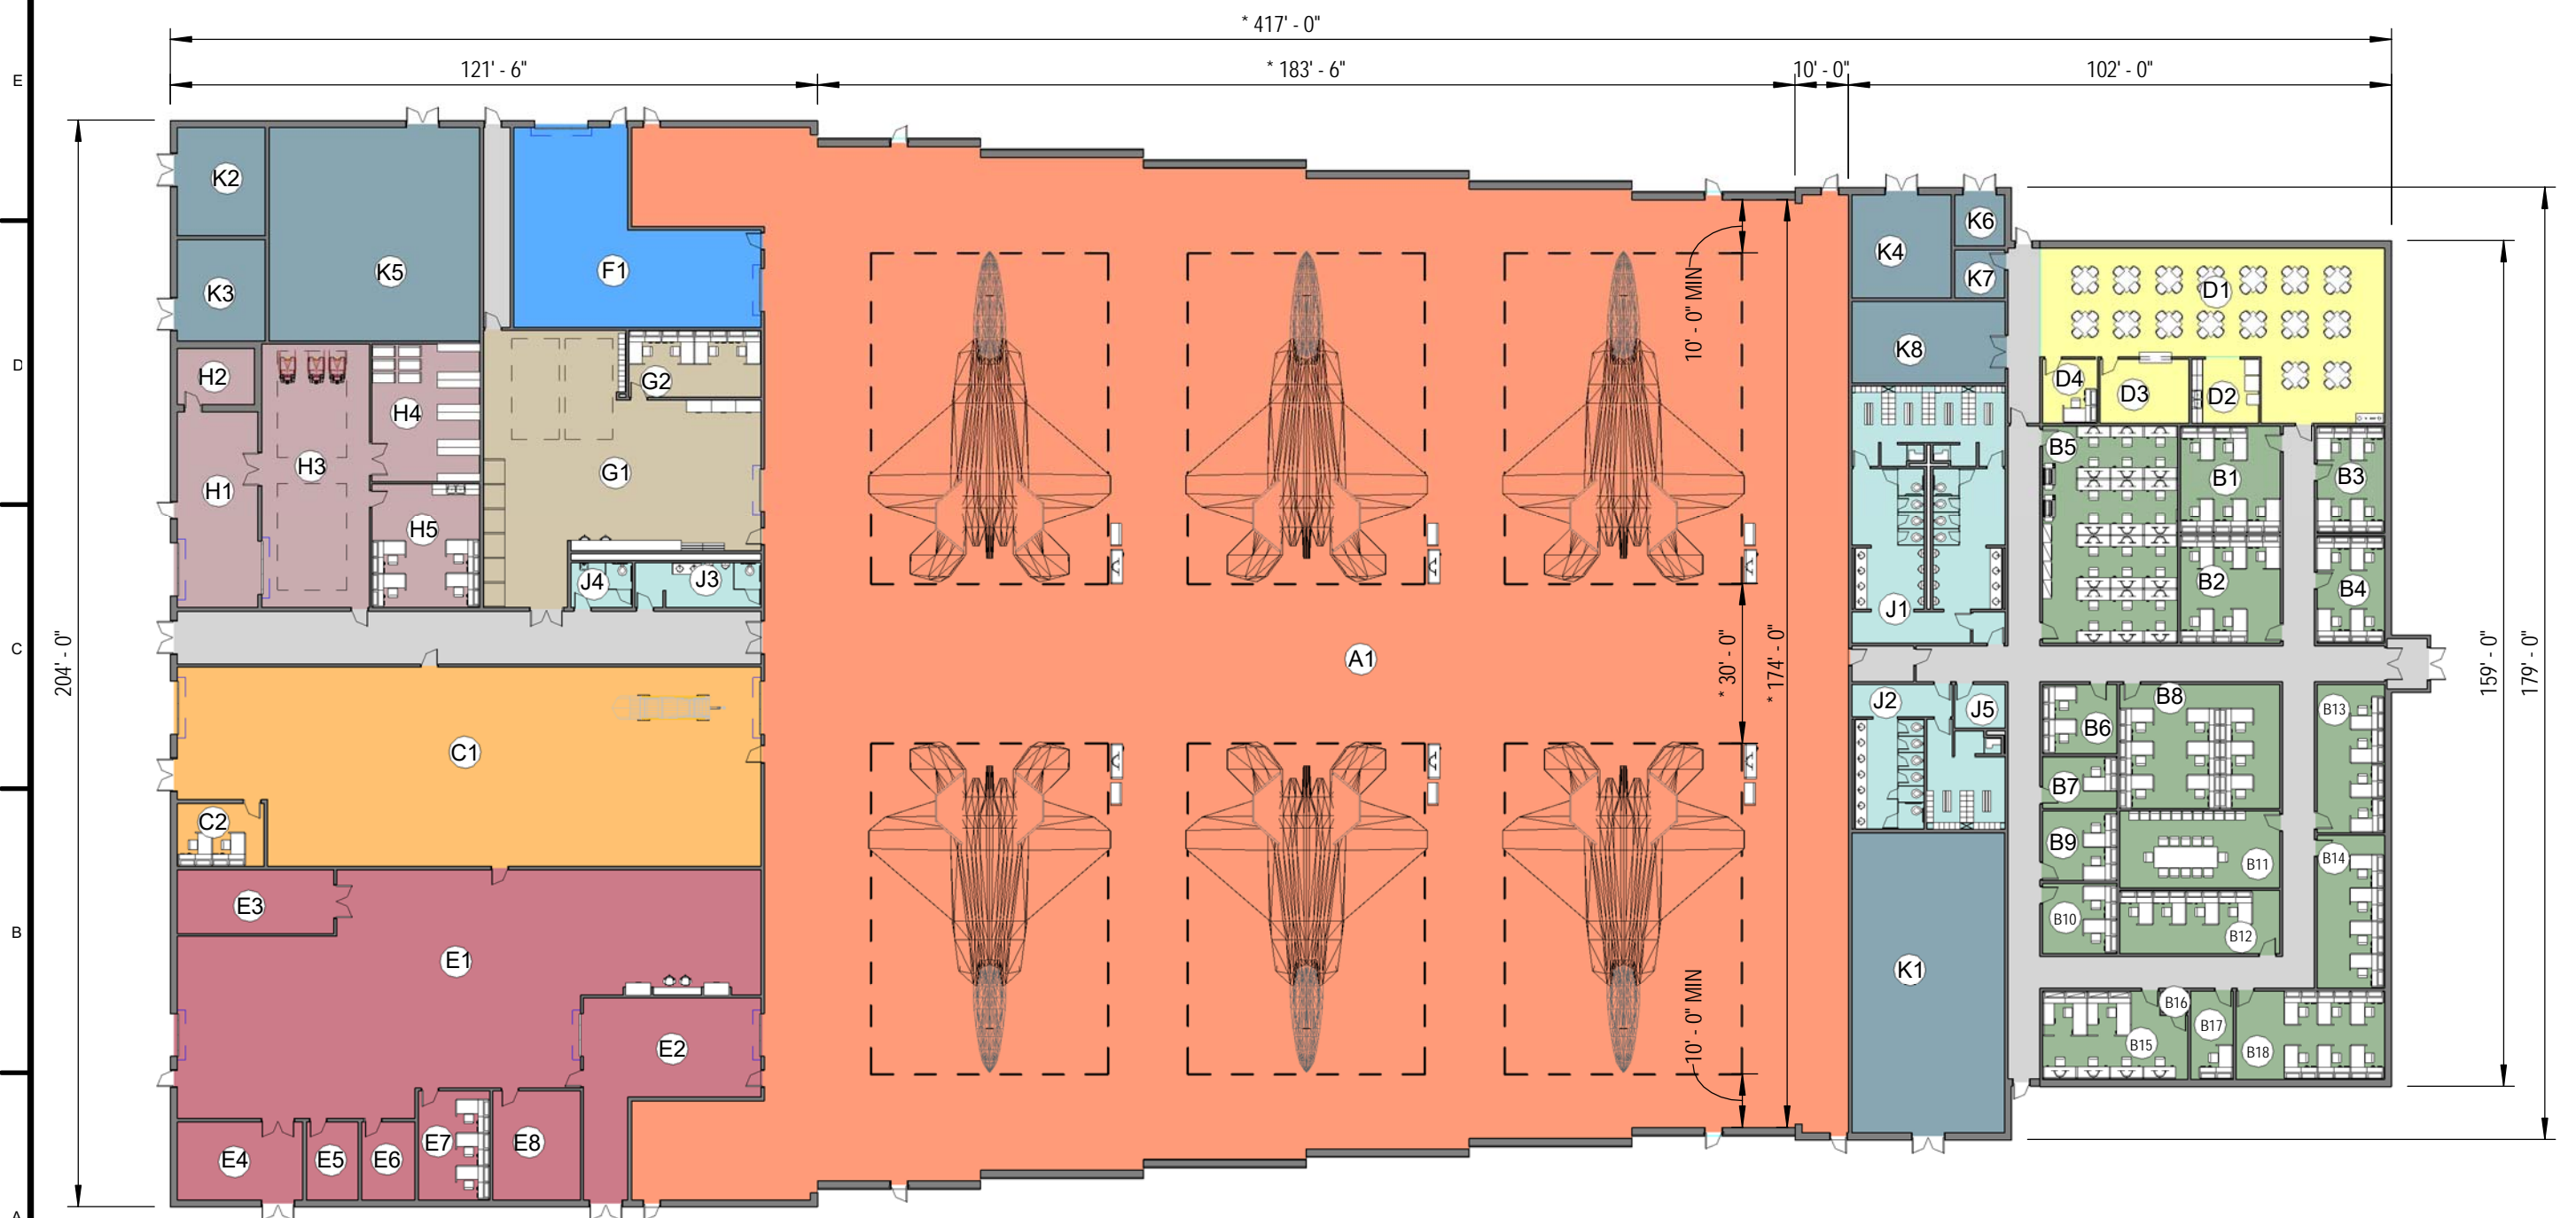 * 417' - 0"
121' - 6"
* 183' - 6"
10' - 0"
102' - 0"
E
D
C
B
A
204' - 0"
K2
K3
K5
F1
H2
H1
H3
H4
H5
G1
G2
J4
J3
C1
C2
E3
E1
E2
E4
E5
E6
E7
E8
A1
10' - 0" MIN
* 30' - 0"
* 174' - 0"
10' - 0" MIN
K4
K6
K7
K8
J1
J2
J5
K1
D1
D4
D3
D2
B5
B1
B3
B2
B4
B6
B8
B13
B7
B9
B11
B14
B10
B12
B16
B17
B15
B18
159' - 0"
179' - 0"